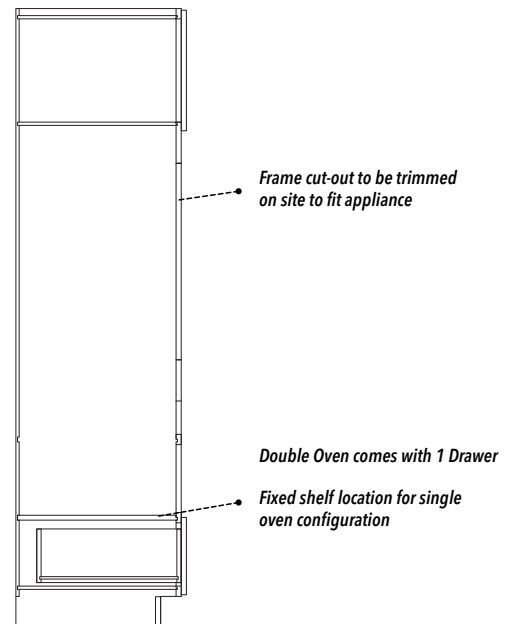 Frame cut-out to be trimmed
on site to fit appliance
Double Oven comes with 1 Drawer
Fixed shelf location for single
oven configuration